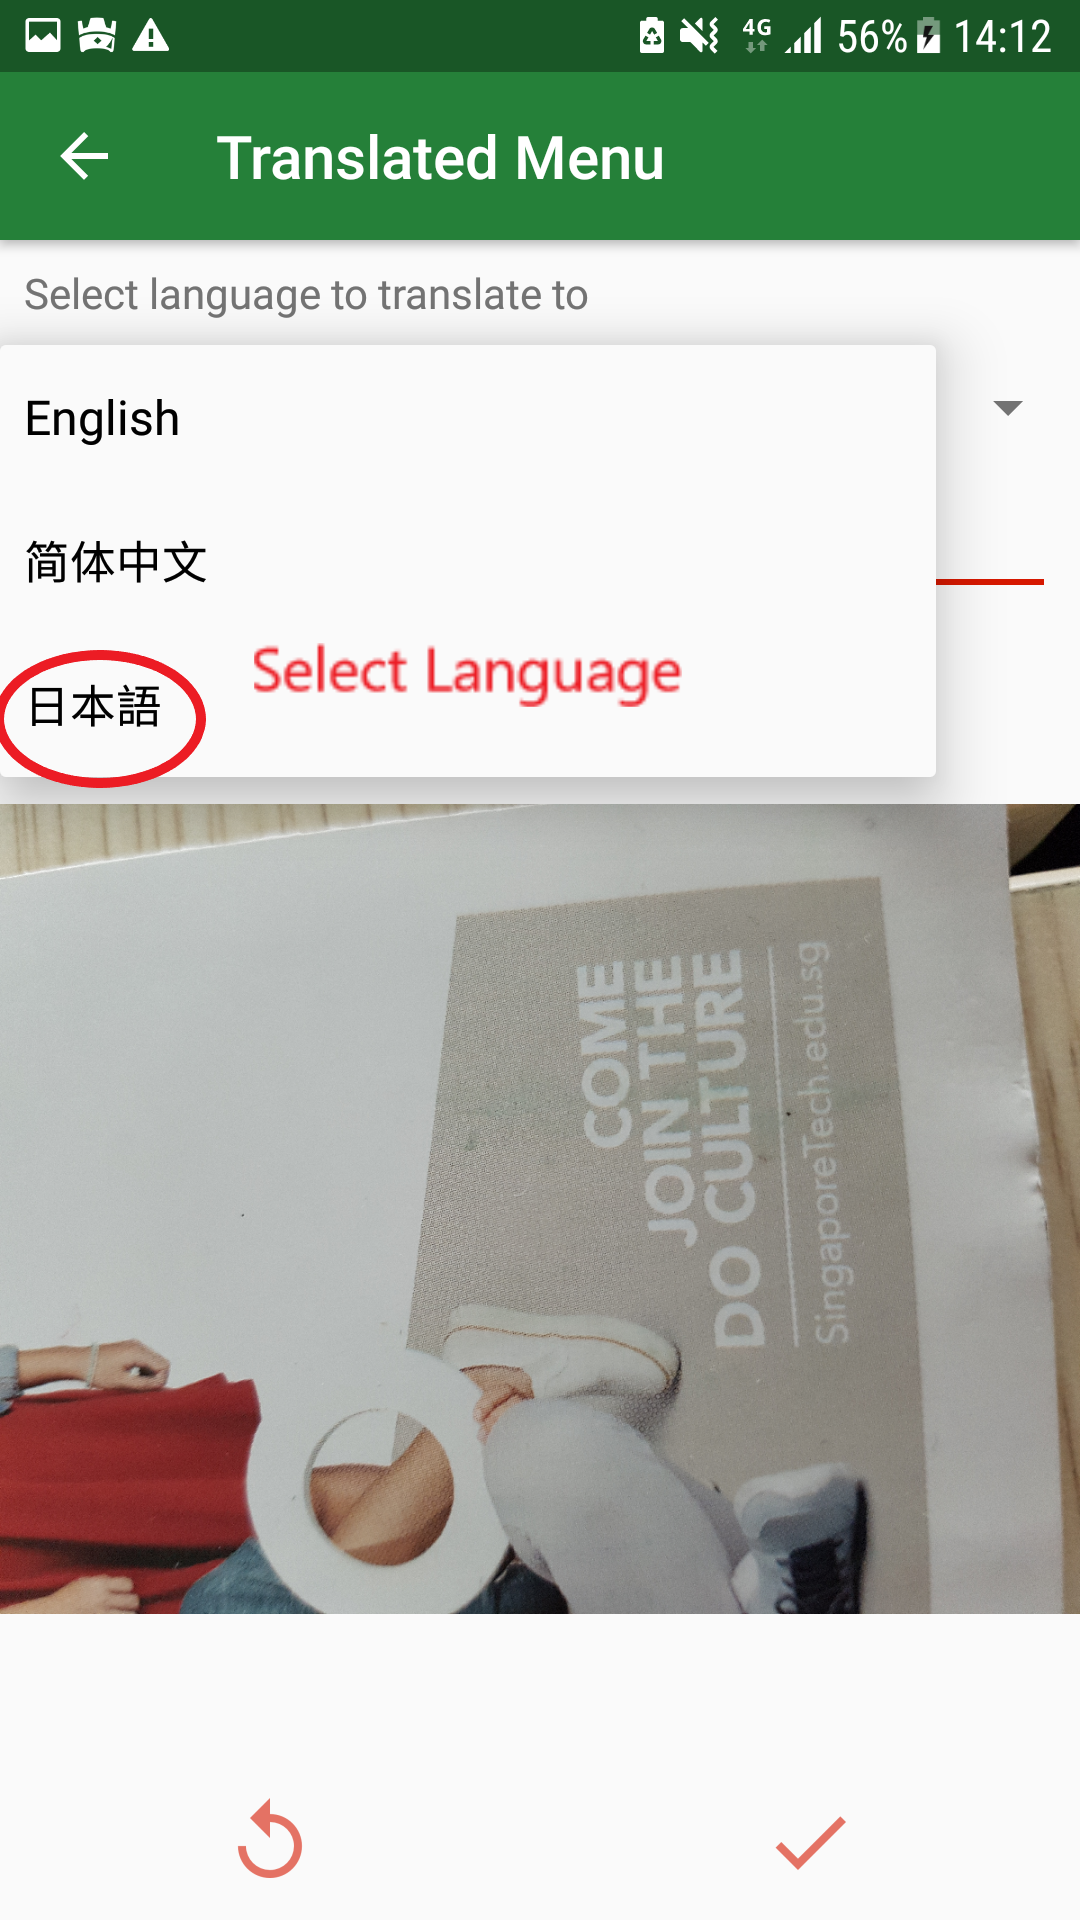 4G 56% 14:12
Translated Menu
Select language to translate to
English
简体中文
Select Language
日本語
COME
JOIN THE
DO CULTURE
SingaporeTech.edu.sg